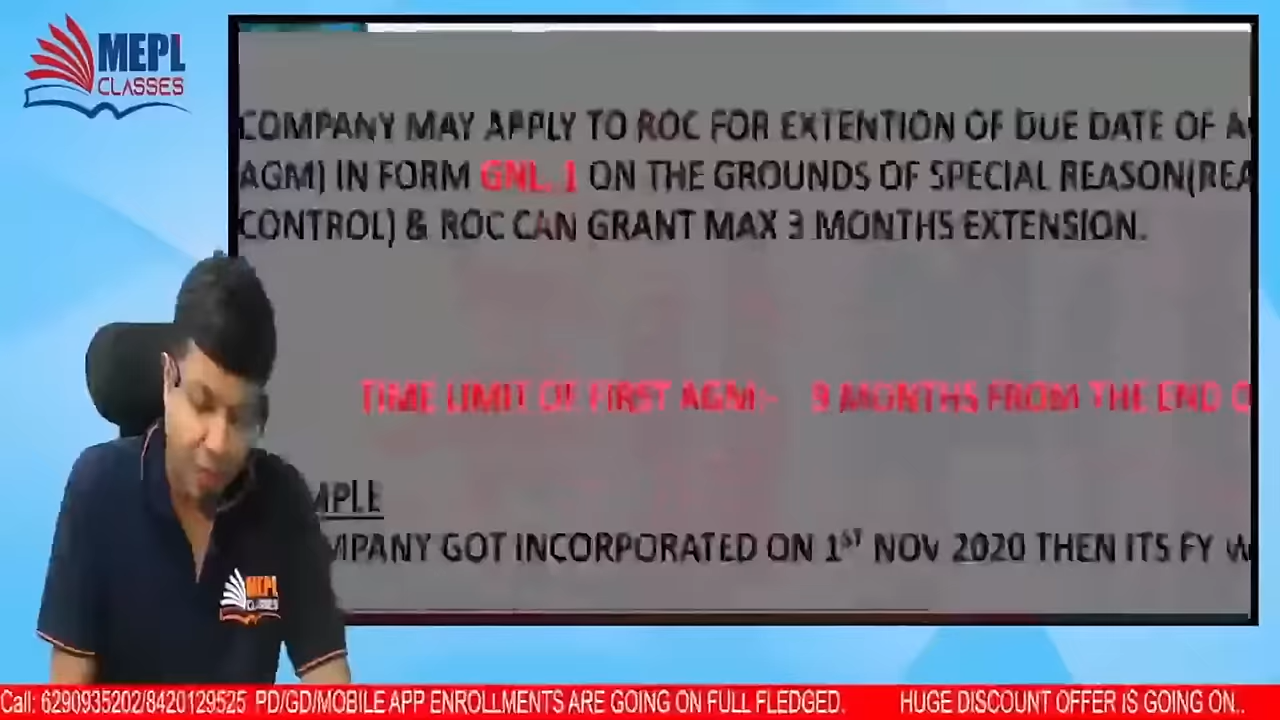 MEPL
CLASSES
COMPANY MAY APPLY TO ROC FOR EXTENTION OF DUE DATE OF A
AGM) IN FORM GNL. 1 ON THE GROUNDS OF SPECIAL REASON(REA
CONTROL) & ROC CAN GRANT MAX 3 MONTHS EXTENSION.
TIME LIMIT OF FIRST AGM:- 9 MONTHS FROM THE END O
MPLE
MPANY GOT INCORPORATED ON 1ST NOV 2020 THEN ITS FY W
MEPL
CLASSES
Call: 6290935202/8420129525 PD/GD/MOBILE APP ENROLLMENTS ARE GOING ON FULL FLEDGED. HUGE DISCOUNT OFFER IS GOING ON..